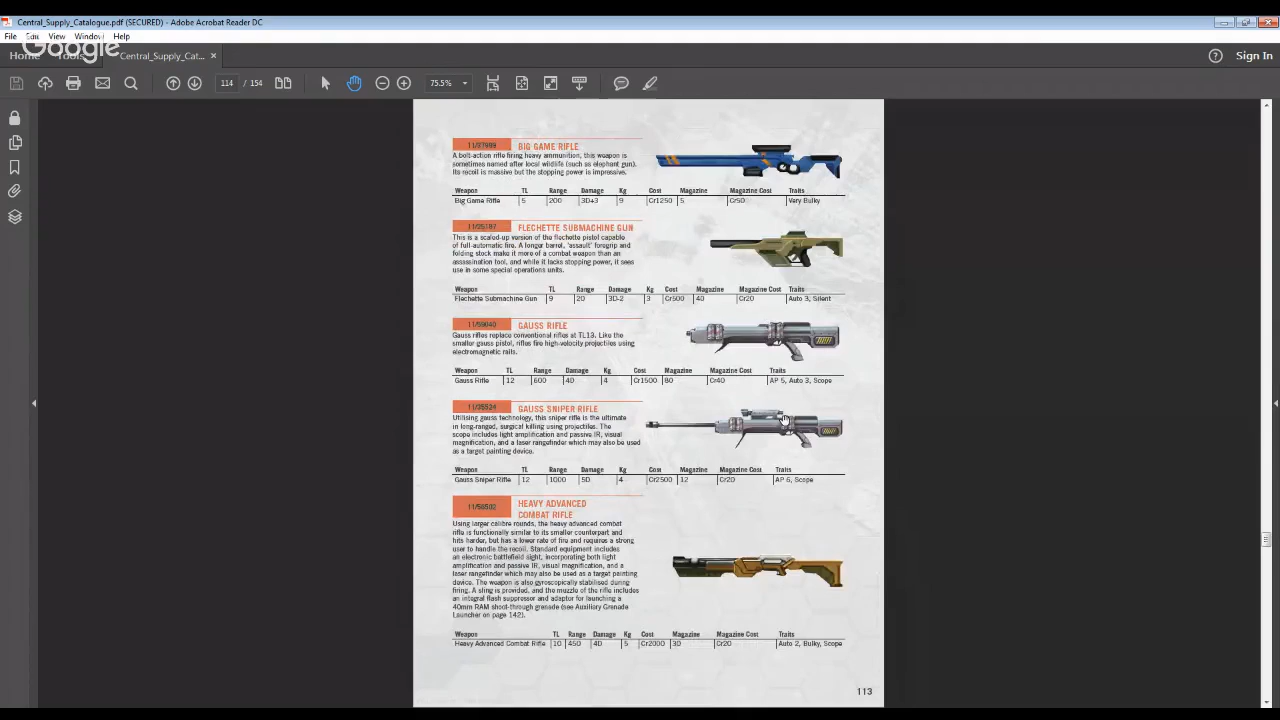 Central_Supply_Catalogue.pdf (SECURED) - Adobe Acrobat Reader DC
File Edit View Window Help
Google
Home Tools Central_Supply_Cat... × Sign In
114 / 154 75.5%
11/37999 BIG GAME RIFLE
A bolt-action rifle firing heavy ammunition, this weapon is
sometimes named after local wildlife (such as elephant gun).
Its recoil is massive but the stopping power is impressive.
Weapon TL Range Damage Kg Cost Magazine Magazine Cost Traits
Big Game Rifle 5 200 3D+3 9 Cr1250 5 Cr50 Very Bulky
FLECHETTE SUBMACHINE GUN
This is a scaled-up version of the flechette pistol capable
of full-automatic fire. A longer barrel, 'assault' foregrip and
folding stock make it more of a combat weapon than an
assassination tool, and while it lacks stopping power, it sees
use in some special operations units.
Weapon TL Range Damage Kg Cost Magazine Magazine Cost Traits
Flechette Submachine Gun 9 20 3D-2 3 Cr500 40 Cr20 Auto 3, Silent
GAUSS RIFLE
Gauss rifles replace conventional rifles at TL13. Like the
smaller gauss pistol, rifles fire high-velocity projectiles using
electromagnetic rails.
Weapon TL Range Damage Kg Cost Magazine Magazine Cost Traits
Gauss Rifle 12 600 4D 4 Cr1500 80 Cr40 AP 5, Auto 3, Scope
GAUSS SNIPER RIFLE
Utilising gauss technology, this sniper rifle is the ultimate
in long-ranged, surgical killing using projectiles. The
scope includes light amplification and passive IR, visual
magnification, and a laser rangefinder which may also be used
as a target painting device.
Weapon TL Range Damage Kg Cost Magazine Magazine Cost Traits
Gauss Sniper Rifle 12 1000 5D 4 Cr2500 12 Cr20 AP 6, Scope
11/56502 HEAVY ADVANCED
COMBAT RIFLE
Using larger calibre rounds, the heavy advanced combat
rifle is functionally similar to its smaller counterpart and
hits harder, but has a lower rate of fire and requires a strong
user to handle the recoil. Standard equipment includes
an electronic battlefield sight, incorporating both light
amplification and passive IR, visual magnification, and a
laser rangefinder which may also be used as a target painting
device. The weapon is also gyroscopically stabilised during
firing. A sling is provided, and the muzzle of the rifle includes
an integral flash suppressor and adaptor for launching a
40mm RAM shoot-through grenade (see Auxiliary Grenade
Launcher on page 142).
Weapon TL Range Damage Kg Cost Magazine Magazine Cost Traits
Heavy Advanced Combat Rifle 10 450 4D 5 Cr2000 30 Cr20 Auto 2, Bulky, Scope
113